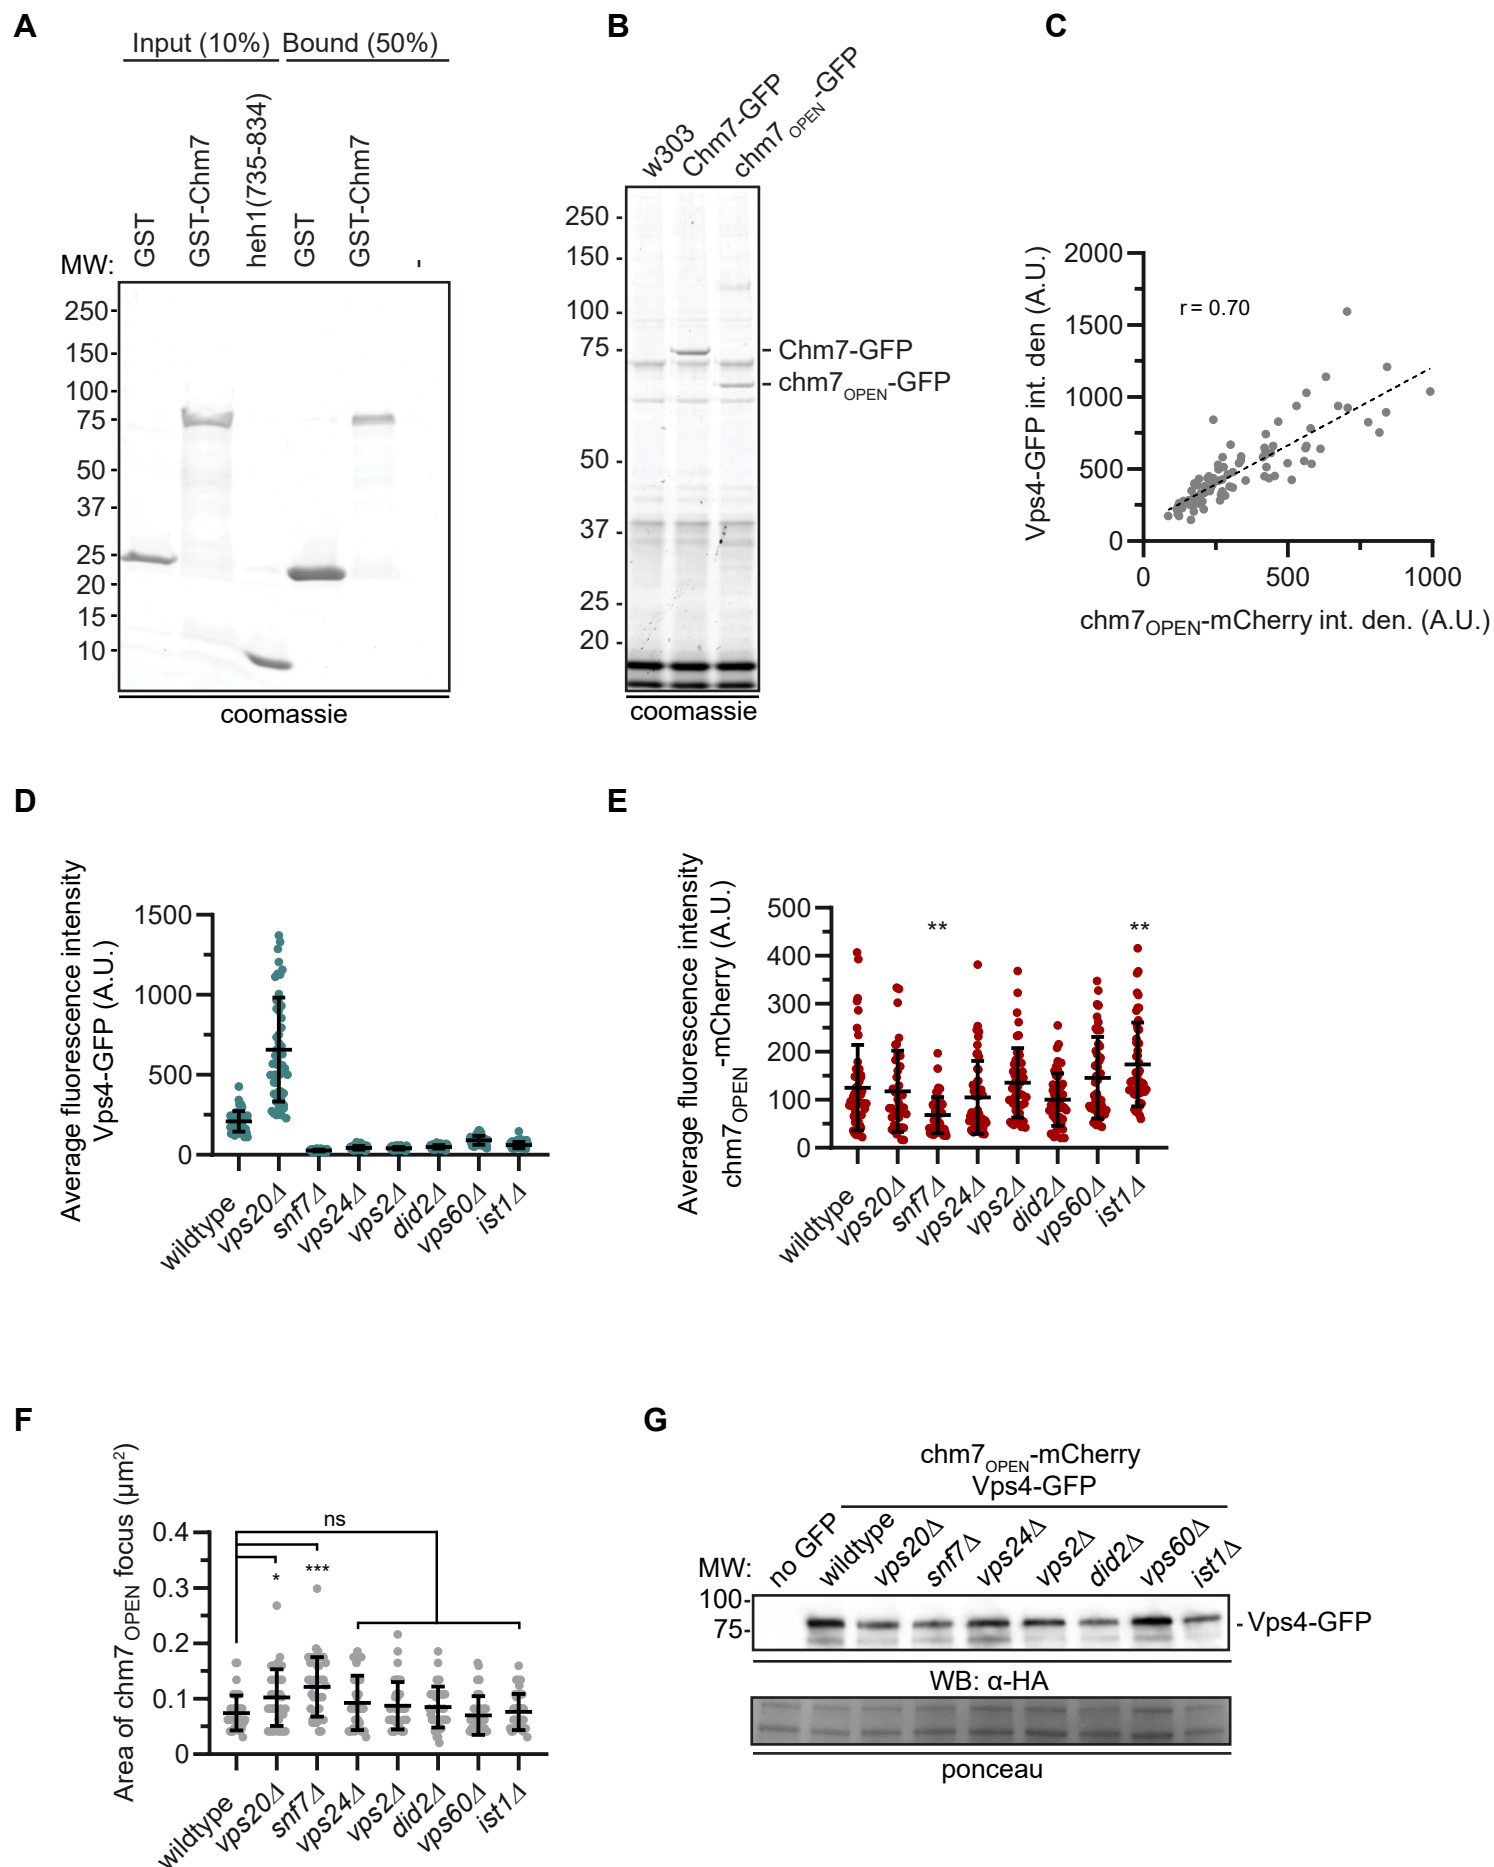 A
Input (10%) Bound (50%)
GST
GST-Chm7
heh1(735-834)
GST
GST-Chm7
-
MW:
250
150
100
75
50
37
25
20
15
10
coomassie
B
w303
Chm7-GFP
chm7OPEN-GFP
250
150
100
75
50
37
25
20
- Chm7-GFP
- chm7OPEN-GFP
coomassie
C
Vps4-GFP int. den (A.U.)
2000
1500
1000
500
0
r = 0.70
0 500 1000
chm7OPEN-mCherry int. den. (A.U.)
D
Average fluorescence intensity
Vps4-GFP (A.U.)
1500
1000
500
0
wildtype
vps20Δ
snf7Δ
vps24Δ
vps2Δ
did2Δ
vps60Δ
ist1Δ
E
Average fluorescence intensity
chm7OPEN-mCherry (A.U.)
500
400
300
200
100
0
** **
wildtype
vps20Δ
snf7Δ
vps24Δ
vps2Δ
did2Δ
vps60Δ
ist1Δ
F
Area of chm7OPEN focus (μm²)
0.4
0.3
0.2
0.1
0
ns
* ***
wildtype
vps20Δ
snf7Δ
vps24Δ
vps2Δ
did2Δ
vps60Δ
ist1Δ
G
chm7OPEN-mCherry
Vps4-GFP
MW:
no GFP
wildtype
vps20Δ
snf7Δ
vps24Δ
vps2Δ
did2Δ
vps60Δ
ist1Δ
100-
75-
-Vps4-GFP
WB: α-HA
ponceau